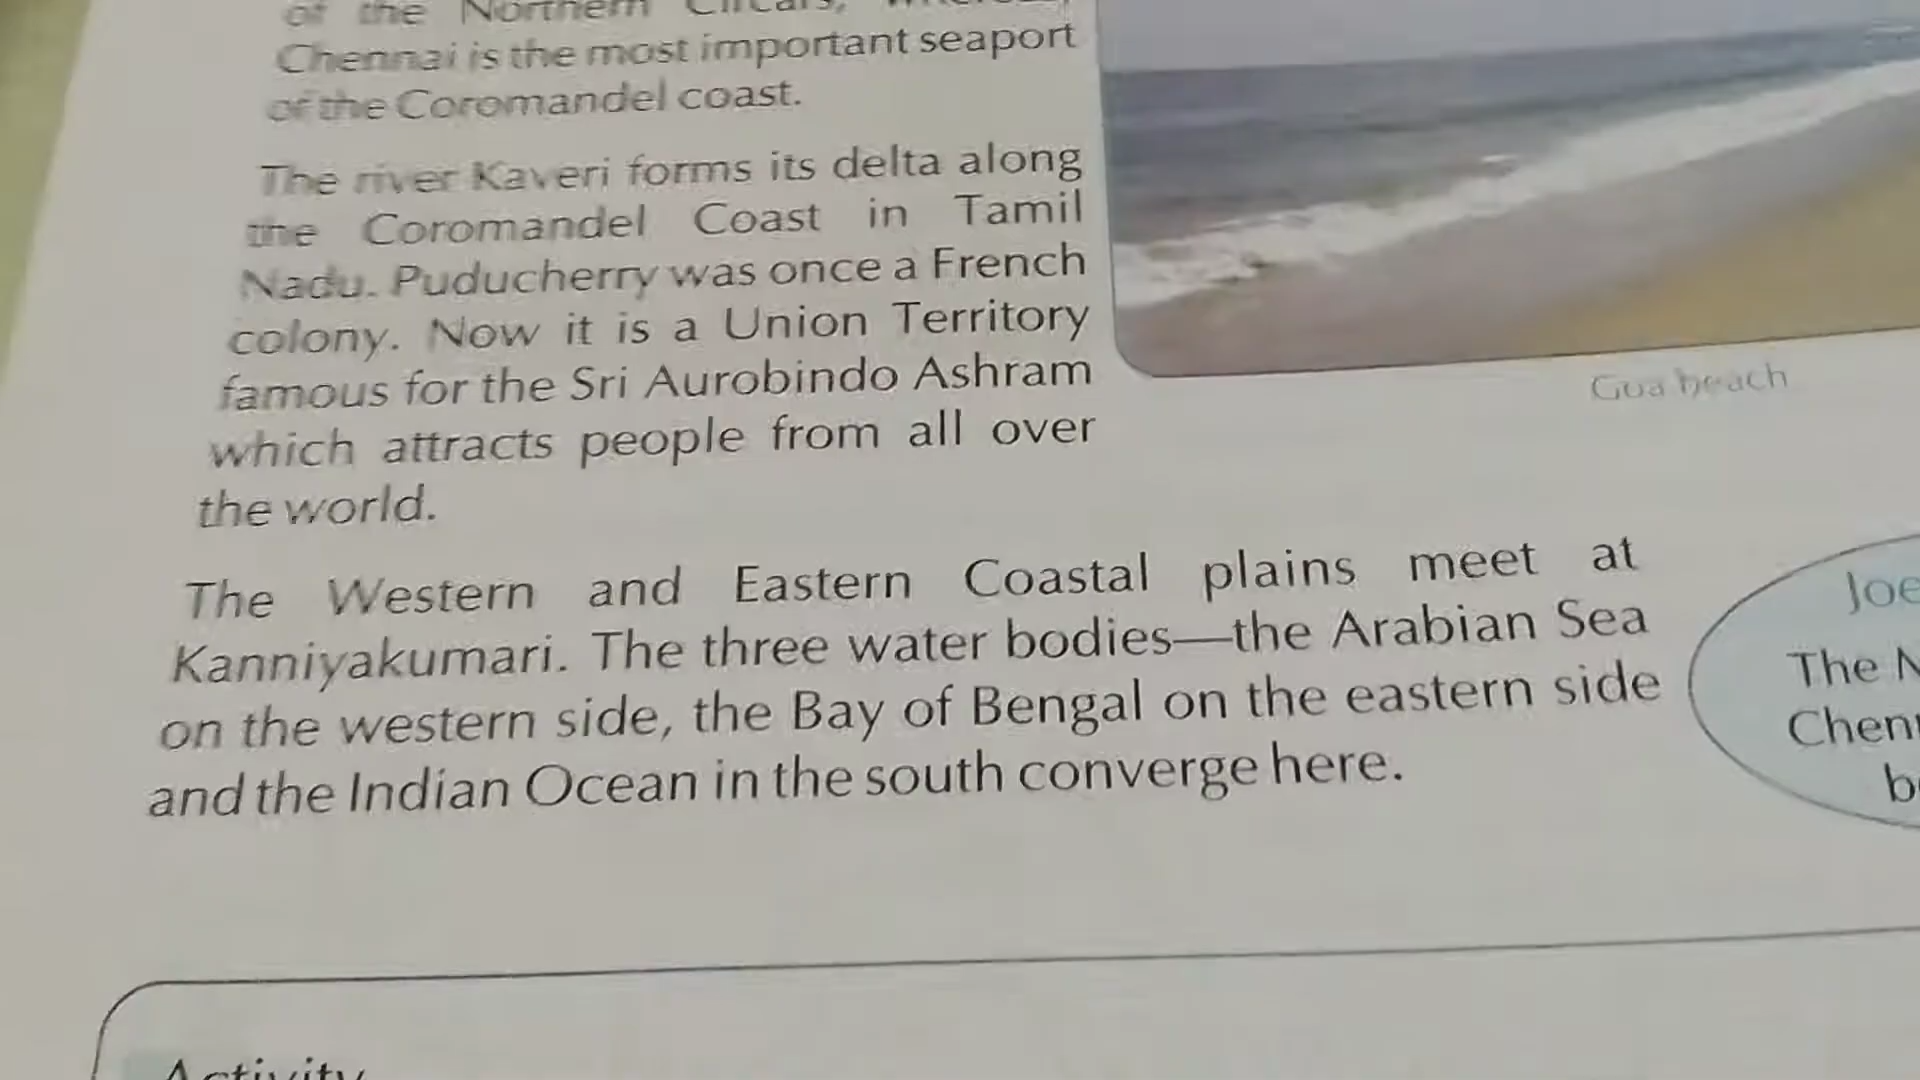 of the Northern Circars,
Chennai is the most important seaport
of the Coromandel coast.
The river Kaveri forms its delta along
the Coromandel Coast in Tamil
Nadu. Puducherry was once a French
colony. Now it is a Union Territory
famous for the Sri Aurobindo Ashram
which attracts people from all over
the world.
Goa beach
The Western and Eastern Coastal plains meet at
Kanniyakumari. The three water bodies—the Arabian Sea
on the western side, the Bay of Bengal on the eastern side
and the Indian Ocean in the south converge here.
The
Activity